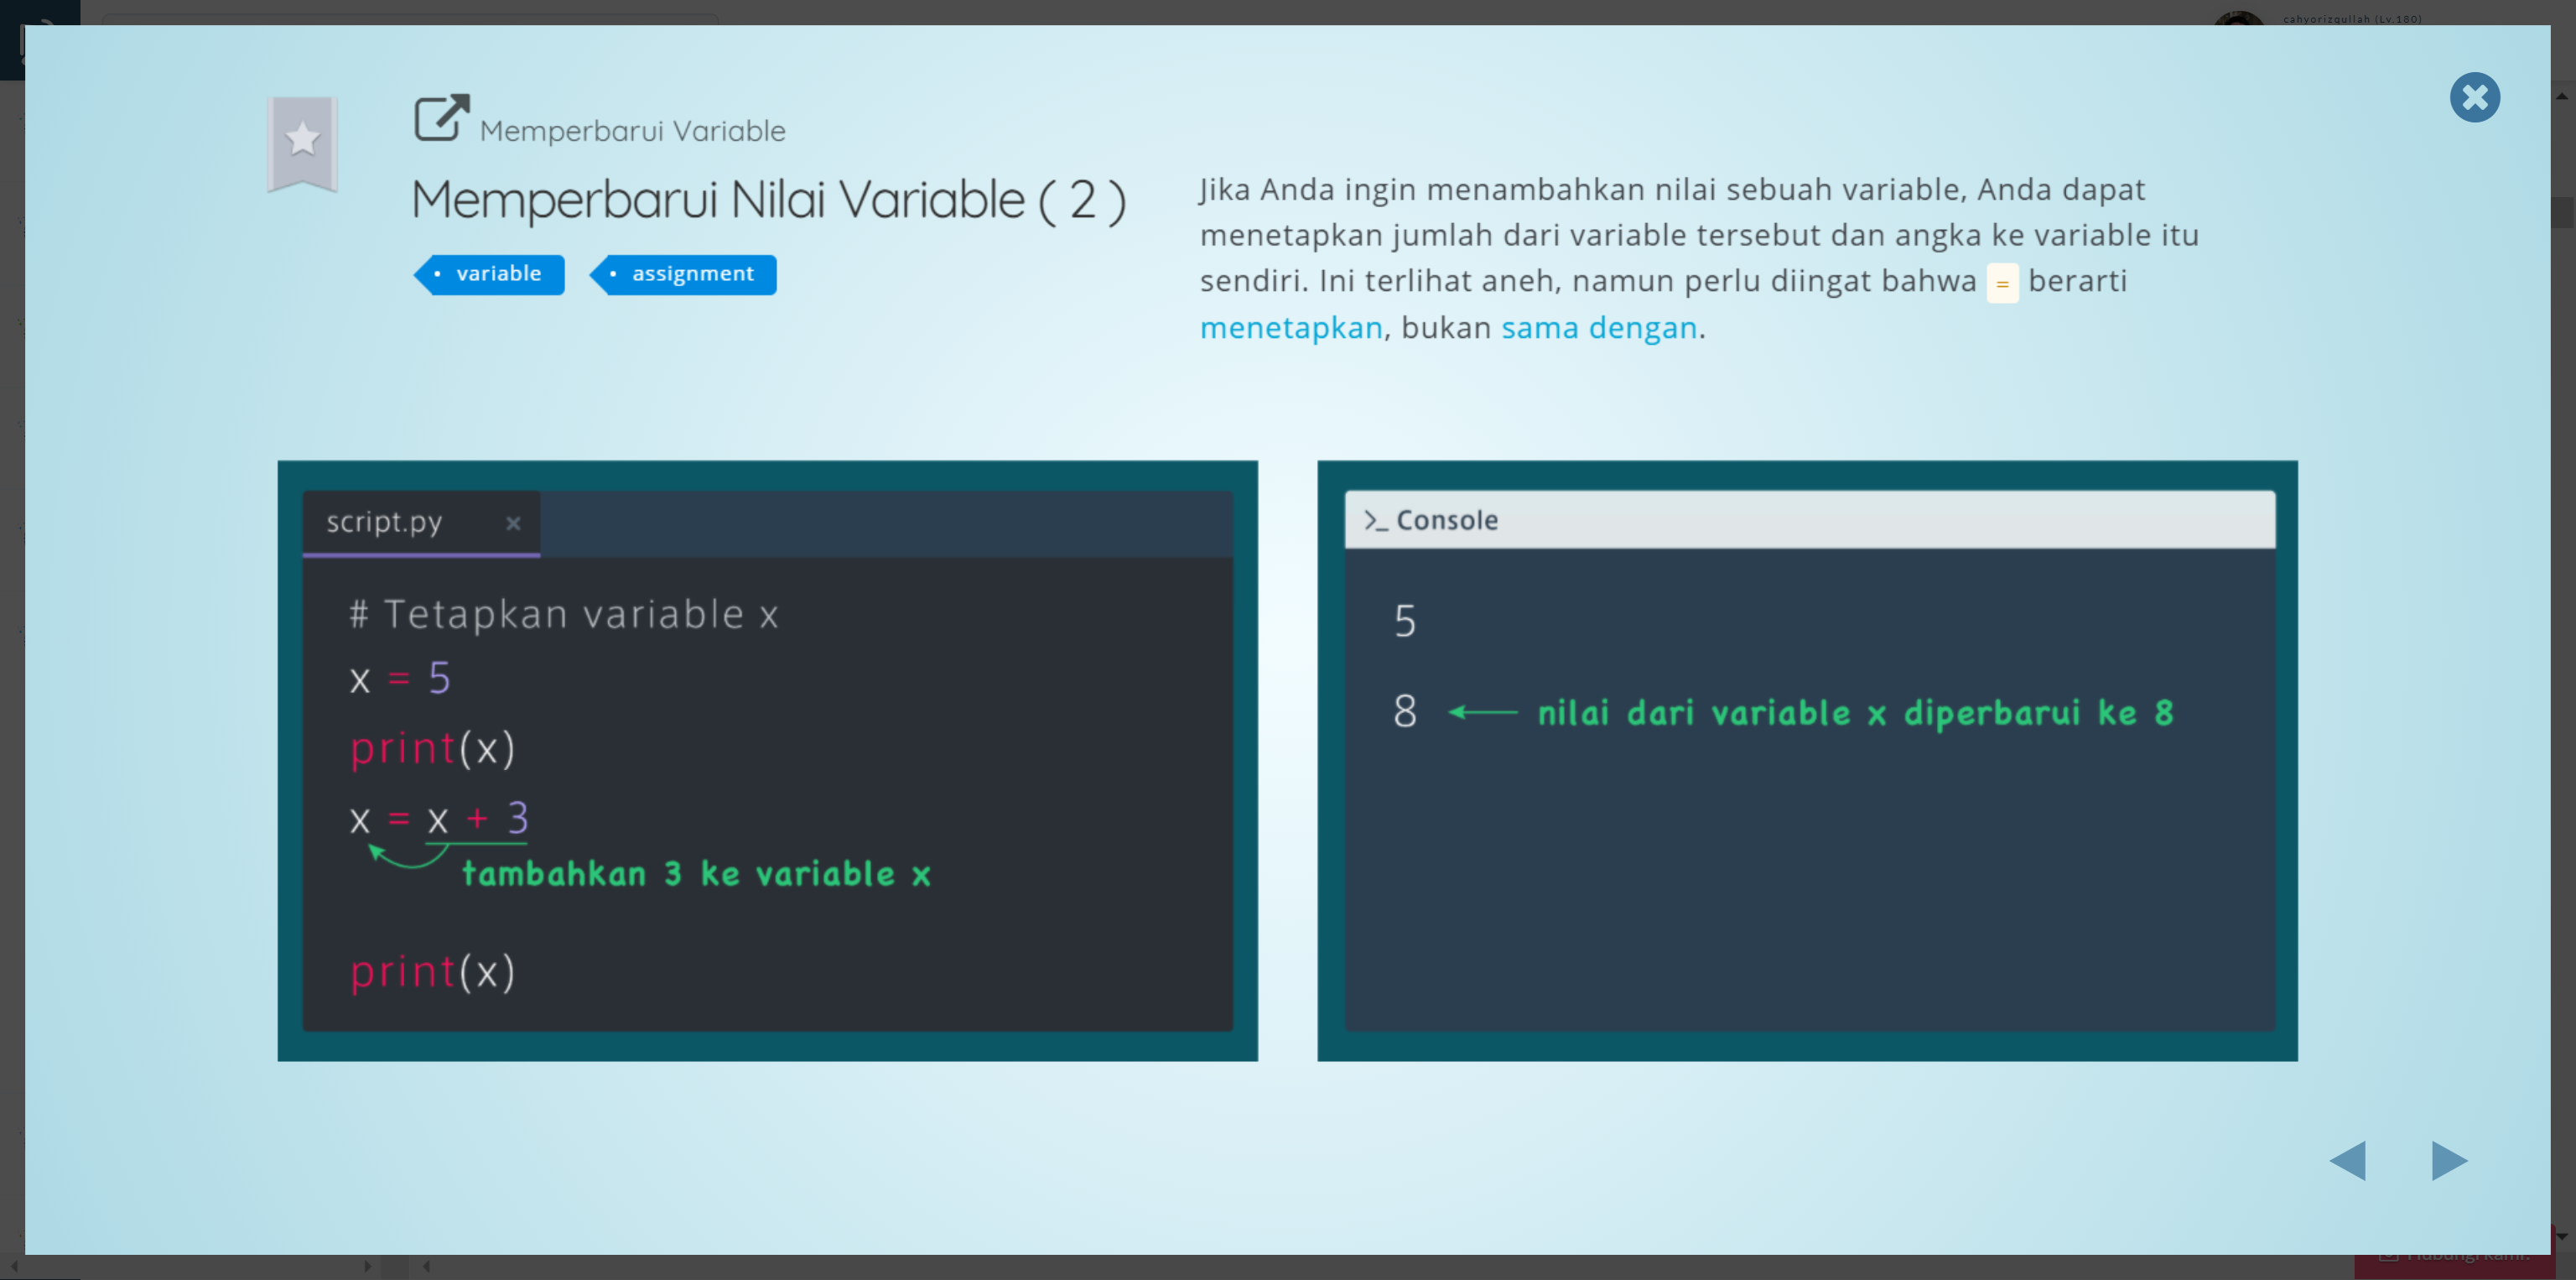 cahyorizqullah (Lv.180)
Memperbarui Variable
Memperbarui Nilai Variable ( 2 )
• variable
• assignment
Jika Anda ingin menambahkan nilai sebuah variable, Anda dapat
menetapkan jumlah dari variable tersebut dan angka ke variable itu
sendiri. Ini terlihat aneh, namun perlu diingat bahwa = berarti
menetapkan, bukan sama dengan.
script.py ×
# Tetapkan variable x
x = 5
print(x)
x = x + 3
tambahkan 3 ke variable x
print(x)
>_ Console
5
8 ← nilai dari variable x diperbarui ke 8